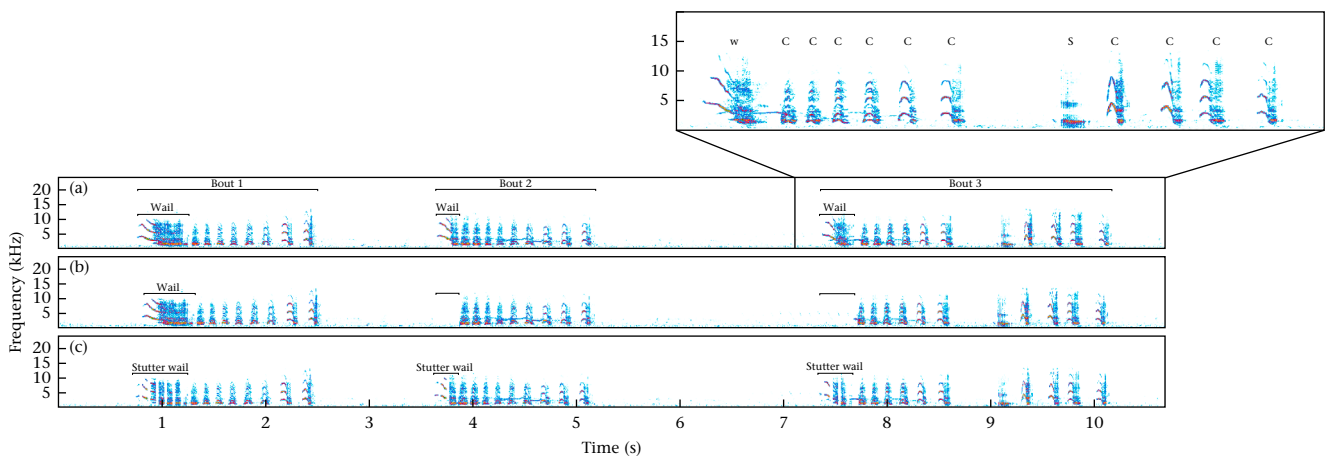 15
10
5
w C C C C C C S C C C C
(a)
Bout 1 Bout 2 Bout 3
Wail Wail Wail
20
15
10
5
(b)
Wail
20
15
10
5
(c)
Stutter wail Stutter wail Stutter wail
20
15
10
5
Frequency (kHz)
1 2 3 4 5 6 7 8 9 10
Time (s)